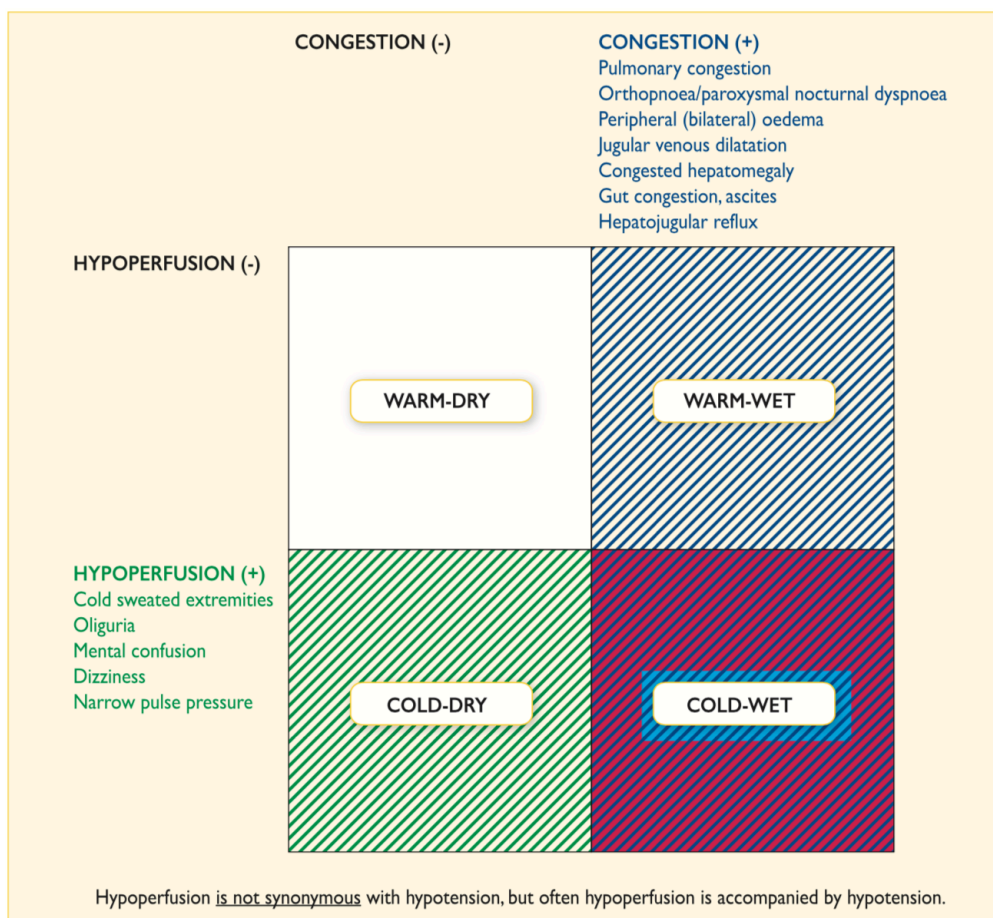 CONGESTION (-)
CONGESTION (+)
Pulmonary congestion
Orthopnoea/paroxysmal nocturnal dyspnoea
Peripheral (bilateral) oedema
Jugular venous dilatation
Congested hepatomegaly
Gut congestion, ascites
Hepatojugular reflux
HYPOPERFUSION (-)
WARM-DRY
WARM-WET
HYPOPERFUSION (+)
Cold sweated extremities
Oliguria
Mental confusion
Dizziness
Narrow pulse pressure
COLD-DRY
COLD-WET
Hypoperfusion is not synonymous with hypotension, but often hypoperfusion is accompanied by hypotension.